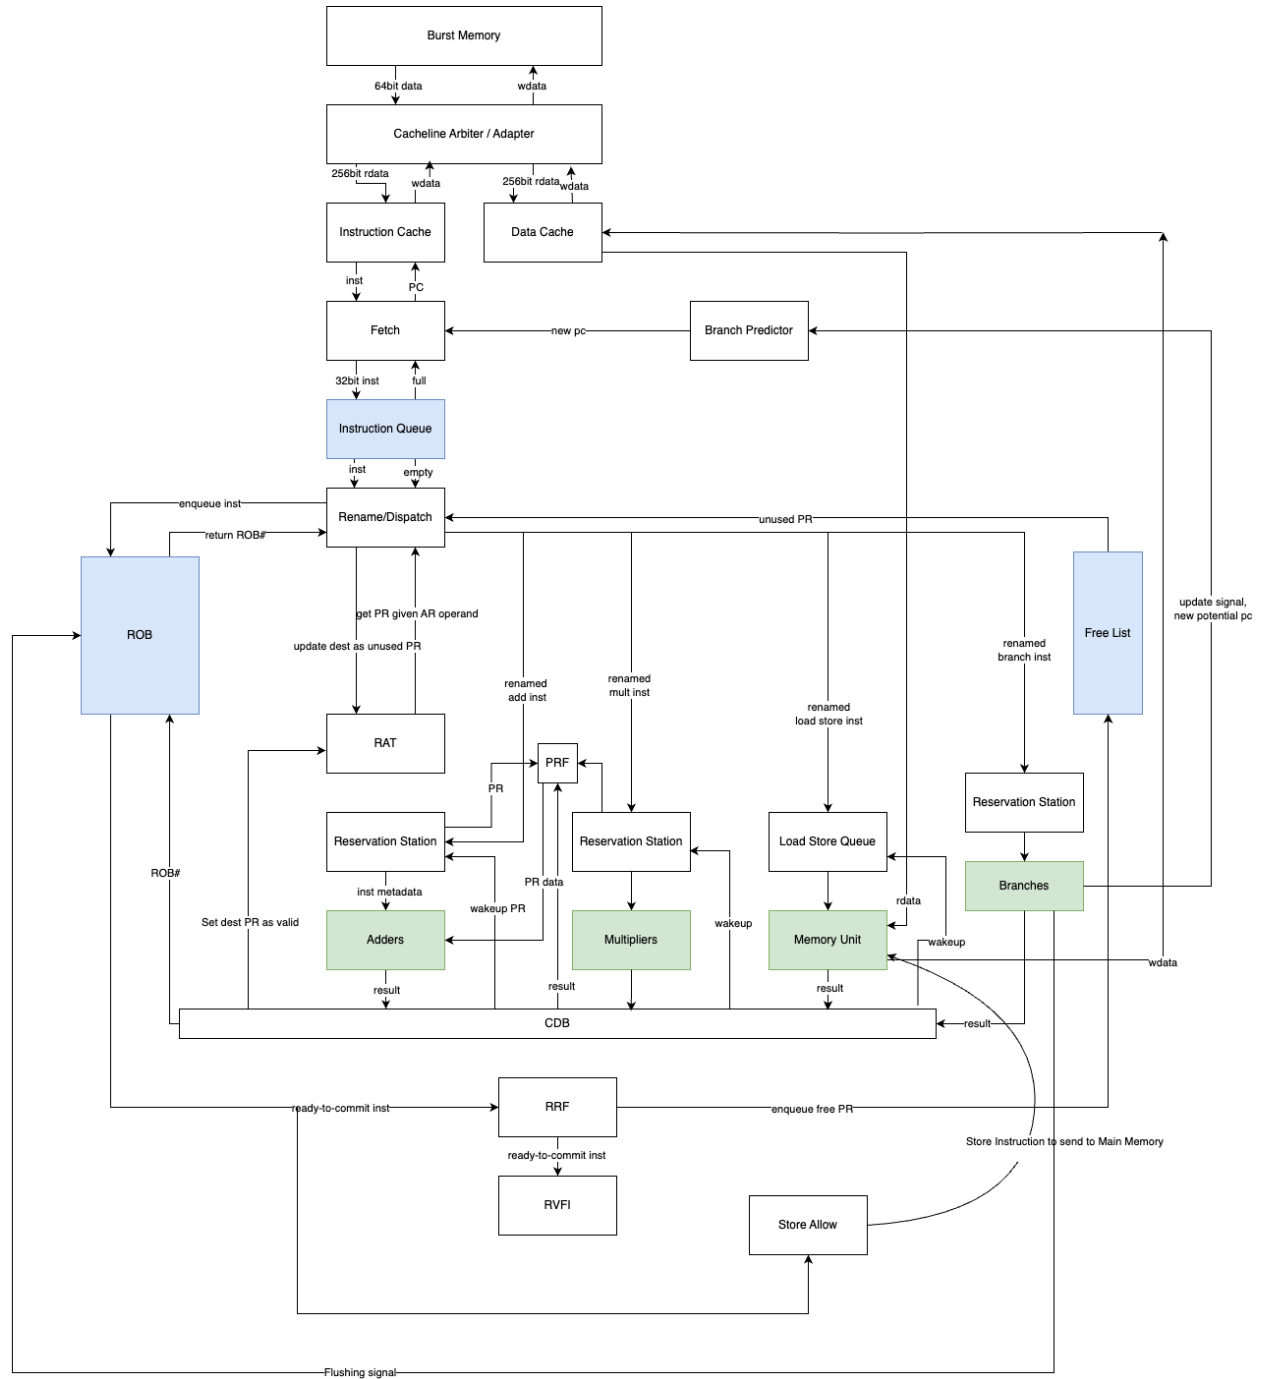 Burst Memory
64bit data
wdata
Cacheline Arbiter / Adapter
256bit rdata
wdata
256bit rdata
wdata
Instruction Cache
Data Cache
inst
PC
Fetch
new pc
Branch Predictor
32bit inst
full
Instruction Queue
inst
empty
enqueue inst
Rename/Dispatch
unused PR
return ROB#
ROB
get PR given AR operand
update dest as unused PR
renamed
add inst
renamed
mult inst
renamed
load store inst
renamed
branch inst
Free List
update signal,
new potential pc
RAT
PRF
PR
Reservation Station
Reservation Station
Load Store Queue
Reservation Station
ROB#
inst metadata
PR data
Branches
Set dest PR as valid
wakeup PR
wakeup
rdata
Adders
Multipliers
Memory Unit
wakeup
wdata
result
result
result
CDB
result
ready-to-commit inst
RRF
enqueue free PR
ready-to-commit inst
Store Instruction to send to Main Memory
RVFI
Store Allow
Flushing signal